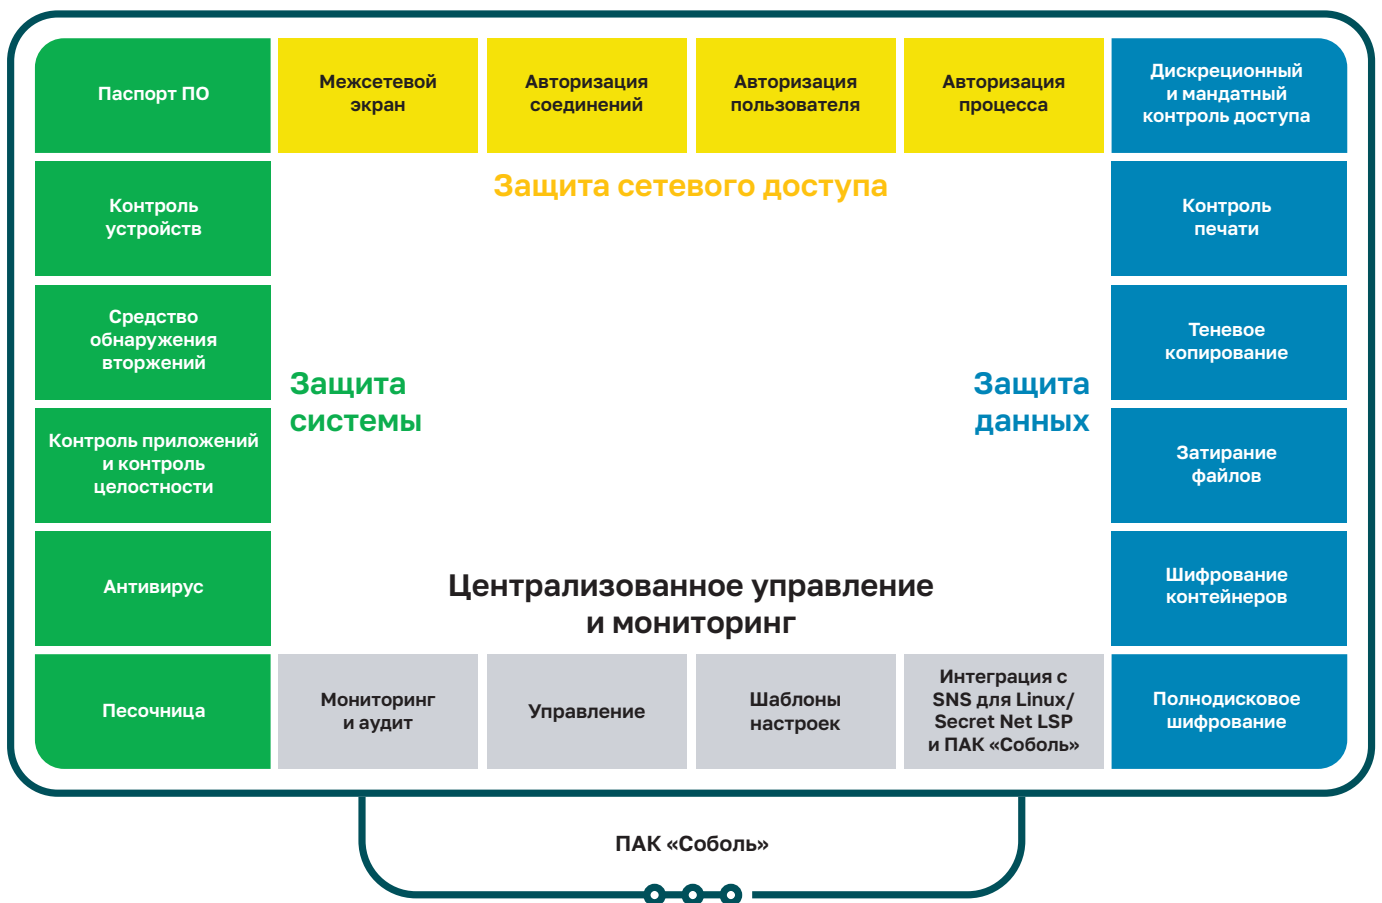 Паспорт ПО
Межсетевой
экран
Авторизация
соединений
Авторизация
пользователя
Авторизация
процесса
Дискреционный
и мандатный
контроль доступа
Защита сетевого доступа
Контроль
устройств
Контроль
печати
Средство
обнаружения
вторжений
Теневое
копирование
Защита
системы
Защита
данных
Контроль приложений
и контроль
целостности
Затирание
файлов
Антивирус
Централизованное управление
и мониторинг
Шифрование
контейнеров
Песочница
Мониторинг
и аудит
Управление
Шаблоны
настроек
Интеграция с
SNS для Linux/
Secret Net LSP
и ПАК «Соболь»
Полнодисковое
шифрование
ПАК «Соболь»